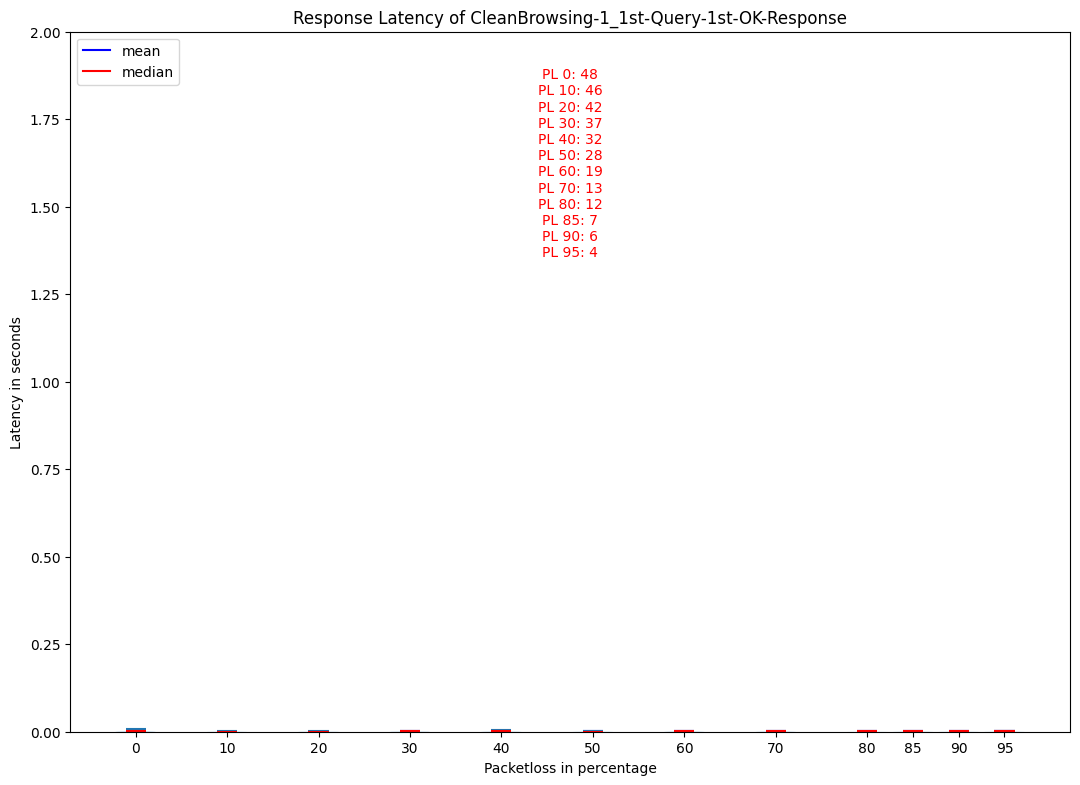 Response Latency of CleanBrowsing-1_1st-Query-1st-OK-Response
2.00
mean
median
PL 0: 48
PL 10: 46
PL 20: 42
PL 30: 37
PL 40: 32
PL 50: 28
PL 60: 19
PL 70: 13
PL 80: 12
PL 85: 7
PL 90: 6
PL 95: 4
1.75
1.50
1.25
1.00
0.75
0.50
0.25
0.00
Latency in seconds
0 10 20 30 40 50 60 70 80 85 90 95
Packetloss in percentage